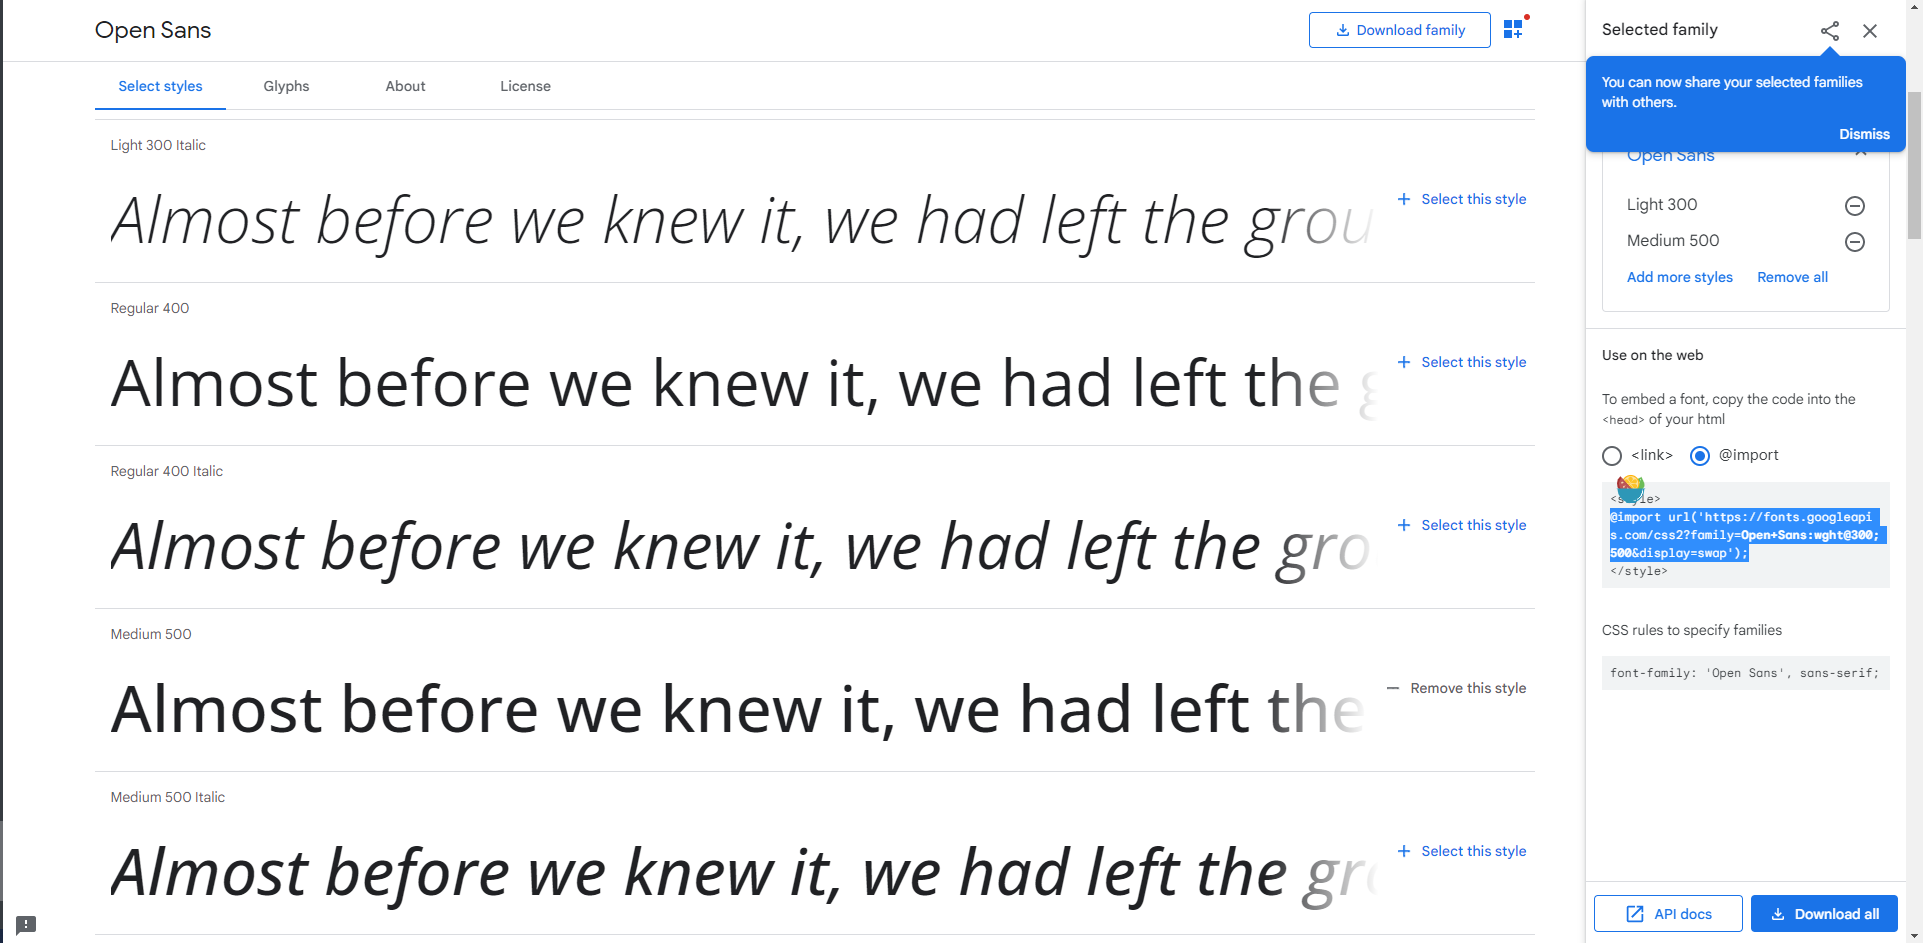 Open Sans
Download family
Select styles
Glyphs
About
License
Light 300 Italic
Almost before we knew it, we had left the grou
Select this style
Regular 400
Almost before we knew it, we had left the g
Select this style
Regular 400 Italic
Almost before we knew it, we had left the gro
Select this style
Medium 500
Almost before we knew it, we had left the
Remove this style
Medium 500 Italic
Almost before we knew it, we had left the gro
Select this style
Selected family
You can now share your selected families
with others.
Dismiss
Open Sans
Light 300
Medium 500
Add more styles
Remove all
Use on the web
To embed a font, copy the code into the
<head> of your html
<link>
@import
<style>
@import url('https://fonts.googleapi
s.com/css2?family=Open+Sans:wght@300;
500&display=swap');
</style>
CSS rules to specify families
font-family: 'Open Sans', sans-serif;
API docs
Download all